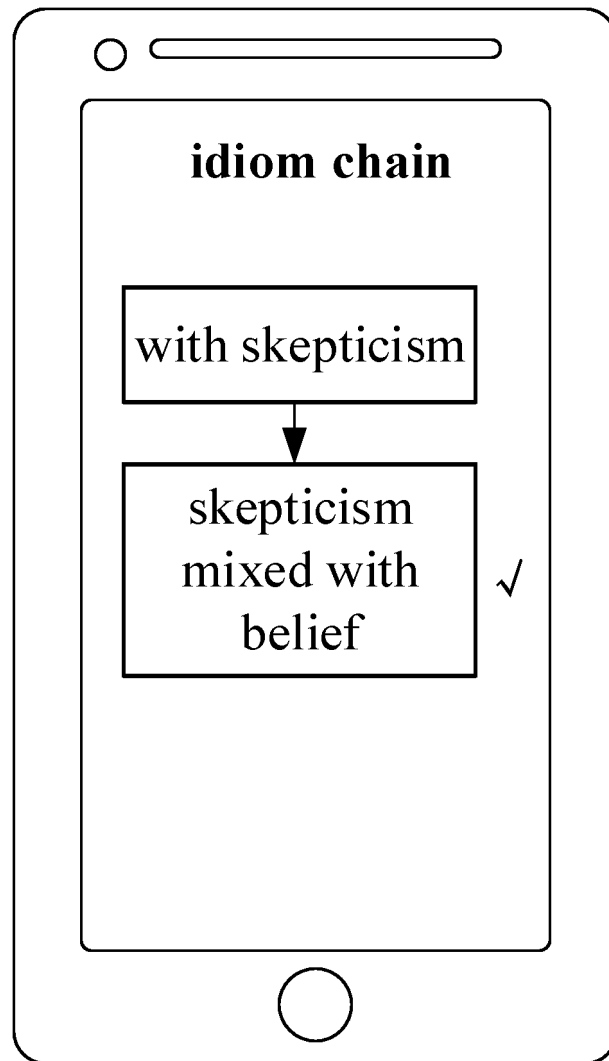 idiom chain
with skepticism
skepticism
mixed with
belief
√